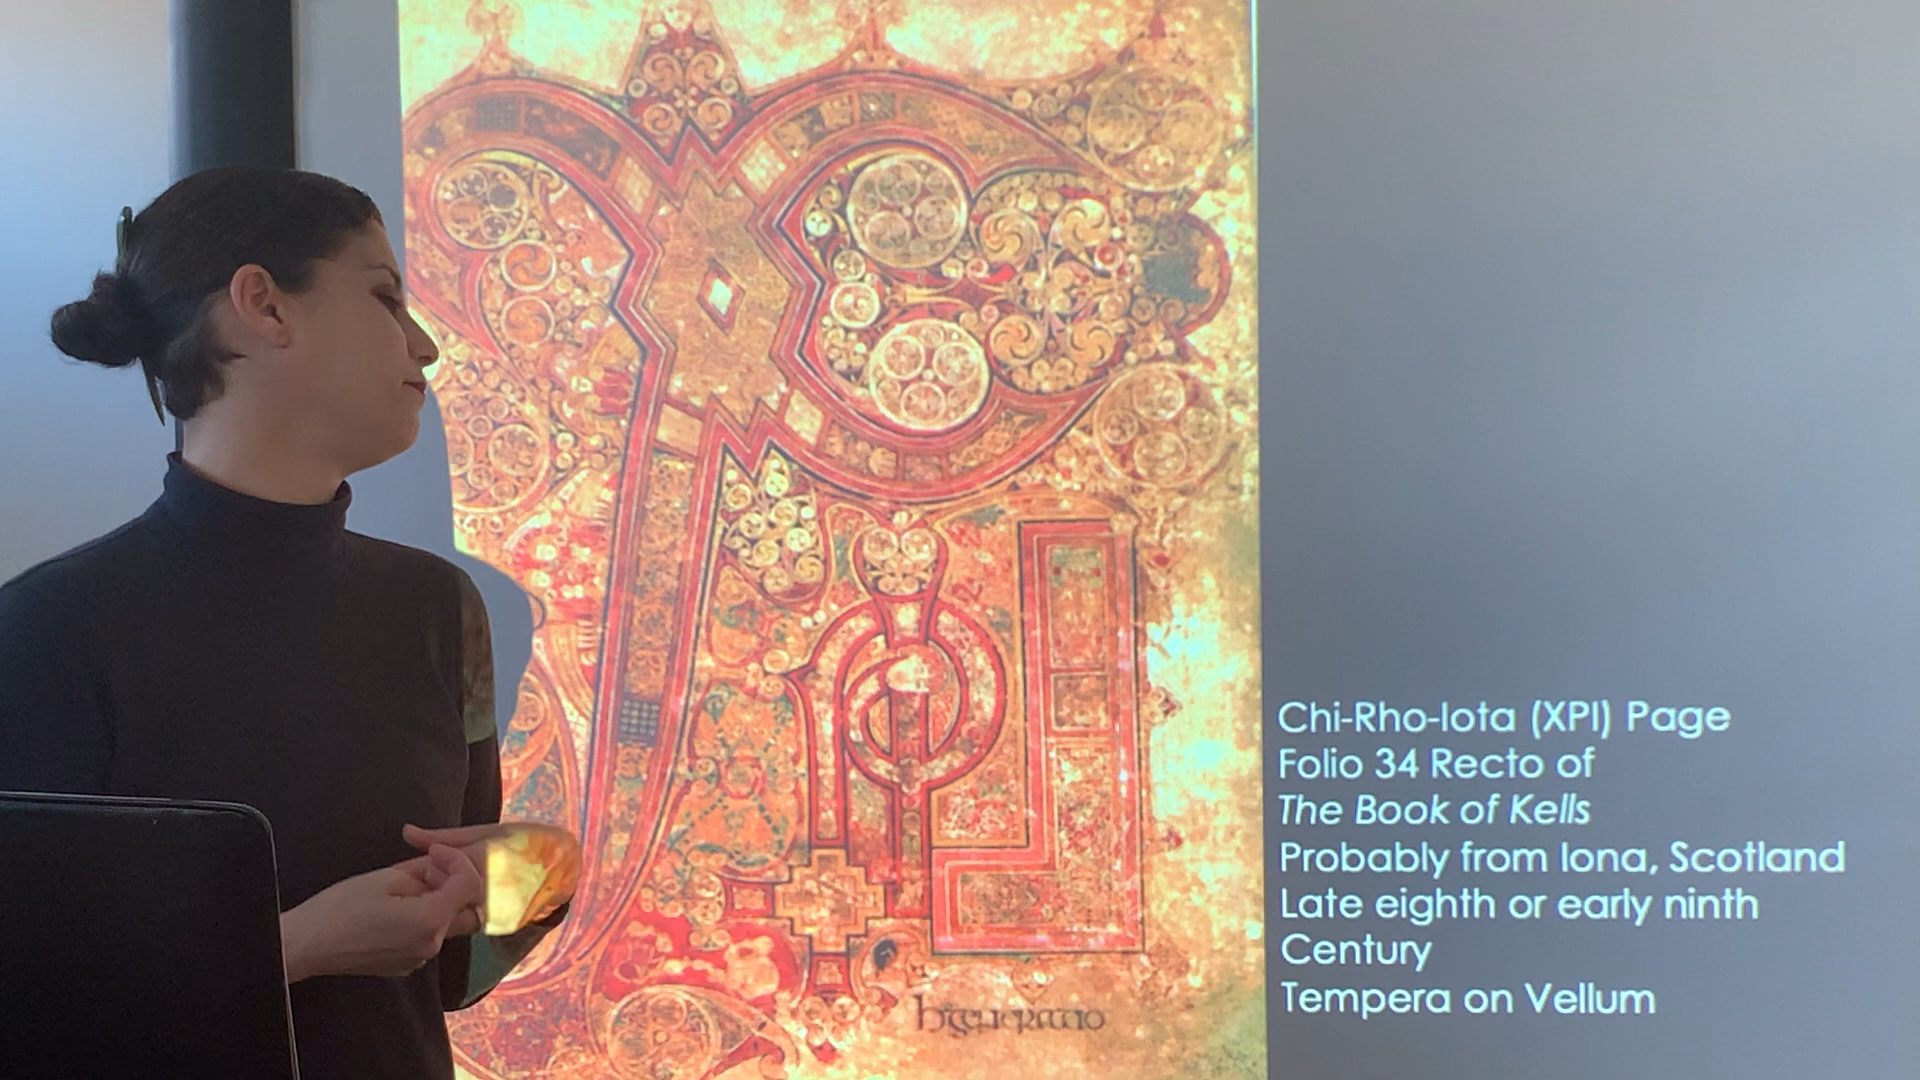 h generatio
Chi-Rho-Iota (XPI) Page
Folio 34 Recto of
The Book of Kells
Probably from Iona, Scotland
Late eighth or early ninth
Century
Tempera on Vellum